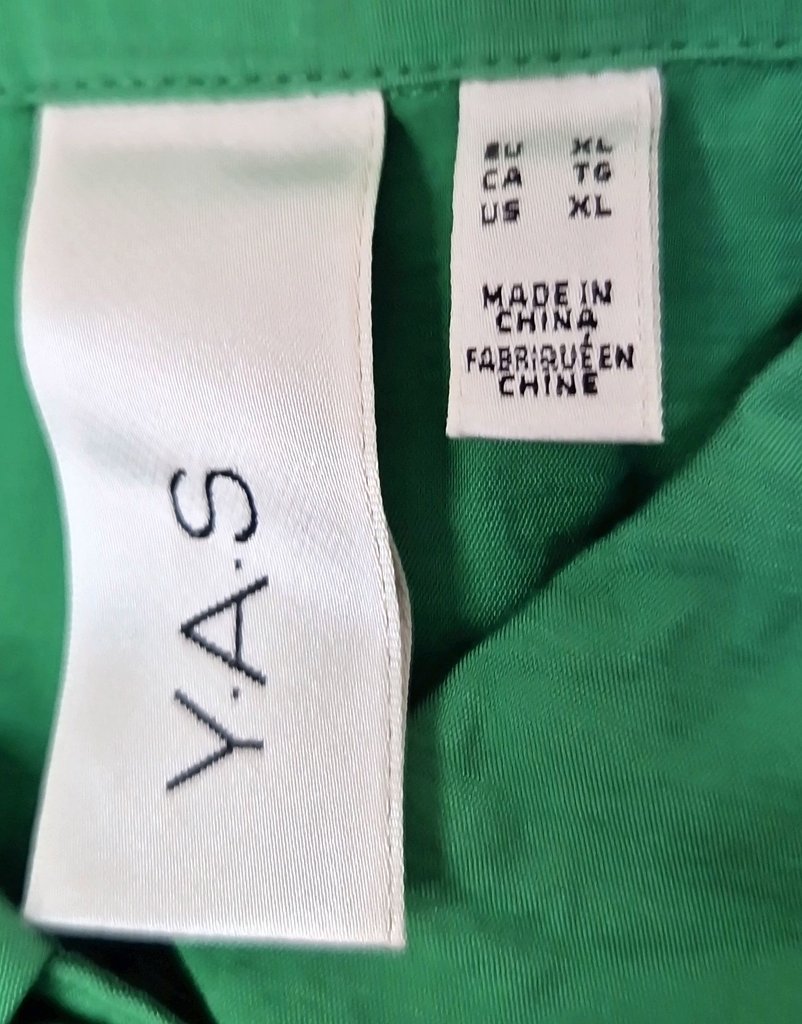 Y.A.S
EU XL
CA TG
US XL
MADE IN
CHINA
FABRIQUÉ EN
CHINE